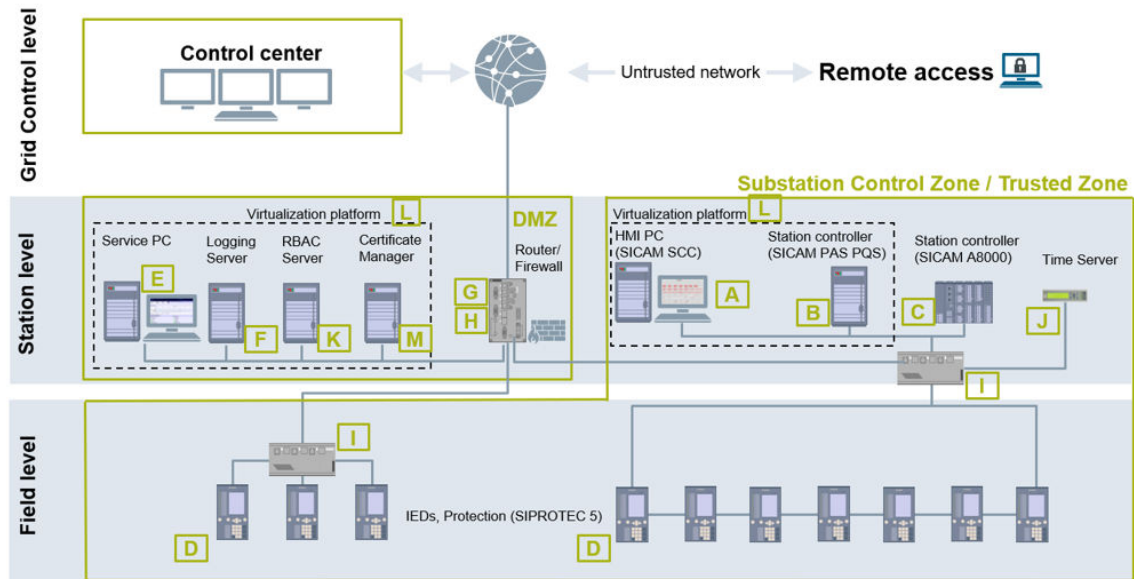 Grid Control level
Control center
Untrusted network
Remote access
Substation Control Zone / Trusted Zone
Station level
Virtualization platform L
DMZ
Service PC
Logging
Server
RBAC
Server
Certificate
Manager
Router/
Firewall
E
F
K
M
G
H
Virtualization platform L
HMI PC
(SICAM SCC)
Station controller
(SICAM PAS PQS)
Station controller
(SICAM A8000)
Time Server
A
B
C
J
I
Field level
I
D
IEDs, Protection (SIPROTEC 5)
D